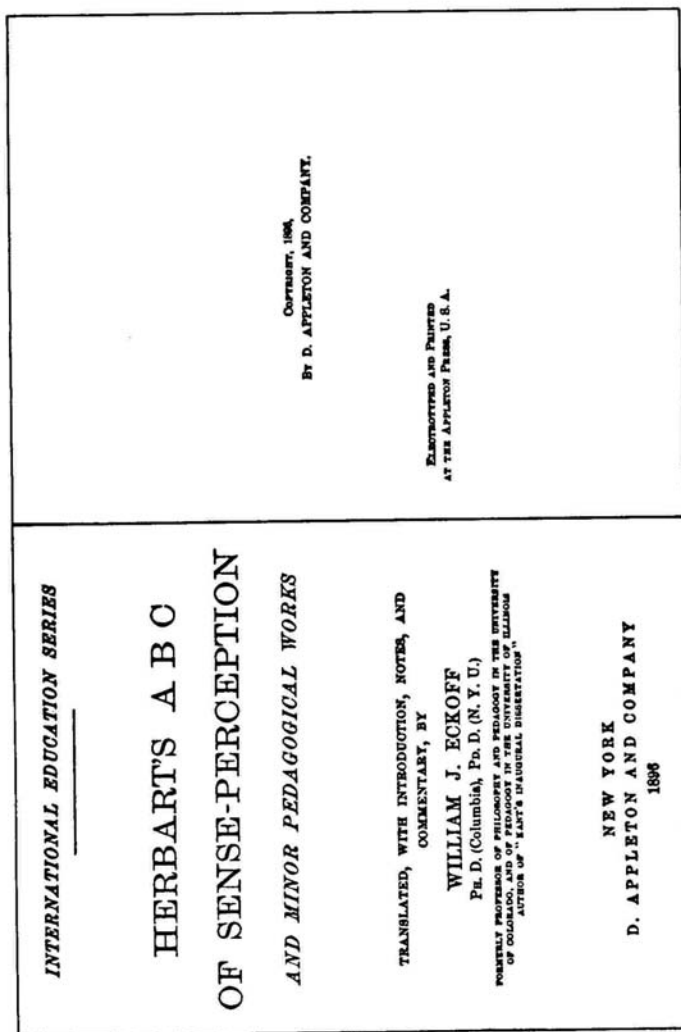 INTERNATIONAL EDUCATION SERIES
HERBART'S A B C
OF SENSE-PERCEPTION
AND MINOR PEDAGOGICAL WORKS
TRANSLATED, WITH INTRODUCTION, NOTES, AND
COMMENTARY, BY
WILLIAM J. ECKOFF
PH. D. (Columbia), PD. D. (N. Y. U.)
FORMERLY PROFESSOR OF PHILOSOPHY AND PEDAGOGY IN THE UNIVERSITY
OF COLORADO, AND OF PEDAGOGY IN THE UNIVERSITY OF ILLINOIS
AUTHOR OF "KANT'S INAUGURAL DISSERTATION"
NEW YORK
D. APPLETON AND COMPANY
1896
COPYRIGHT, 1896,
BY D. APPLETON AND COMPANY.
ELECTROTYPED AND PRINTED
AT THE APPLETON PRESS, U. S. A.